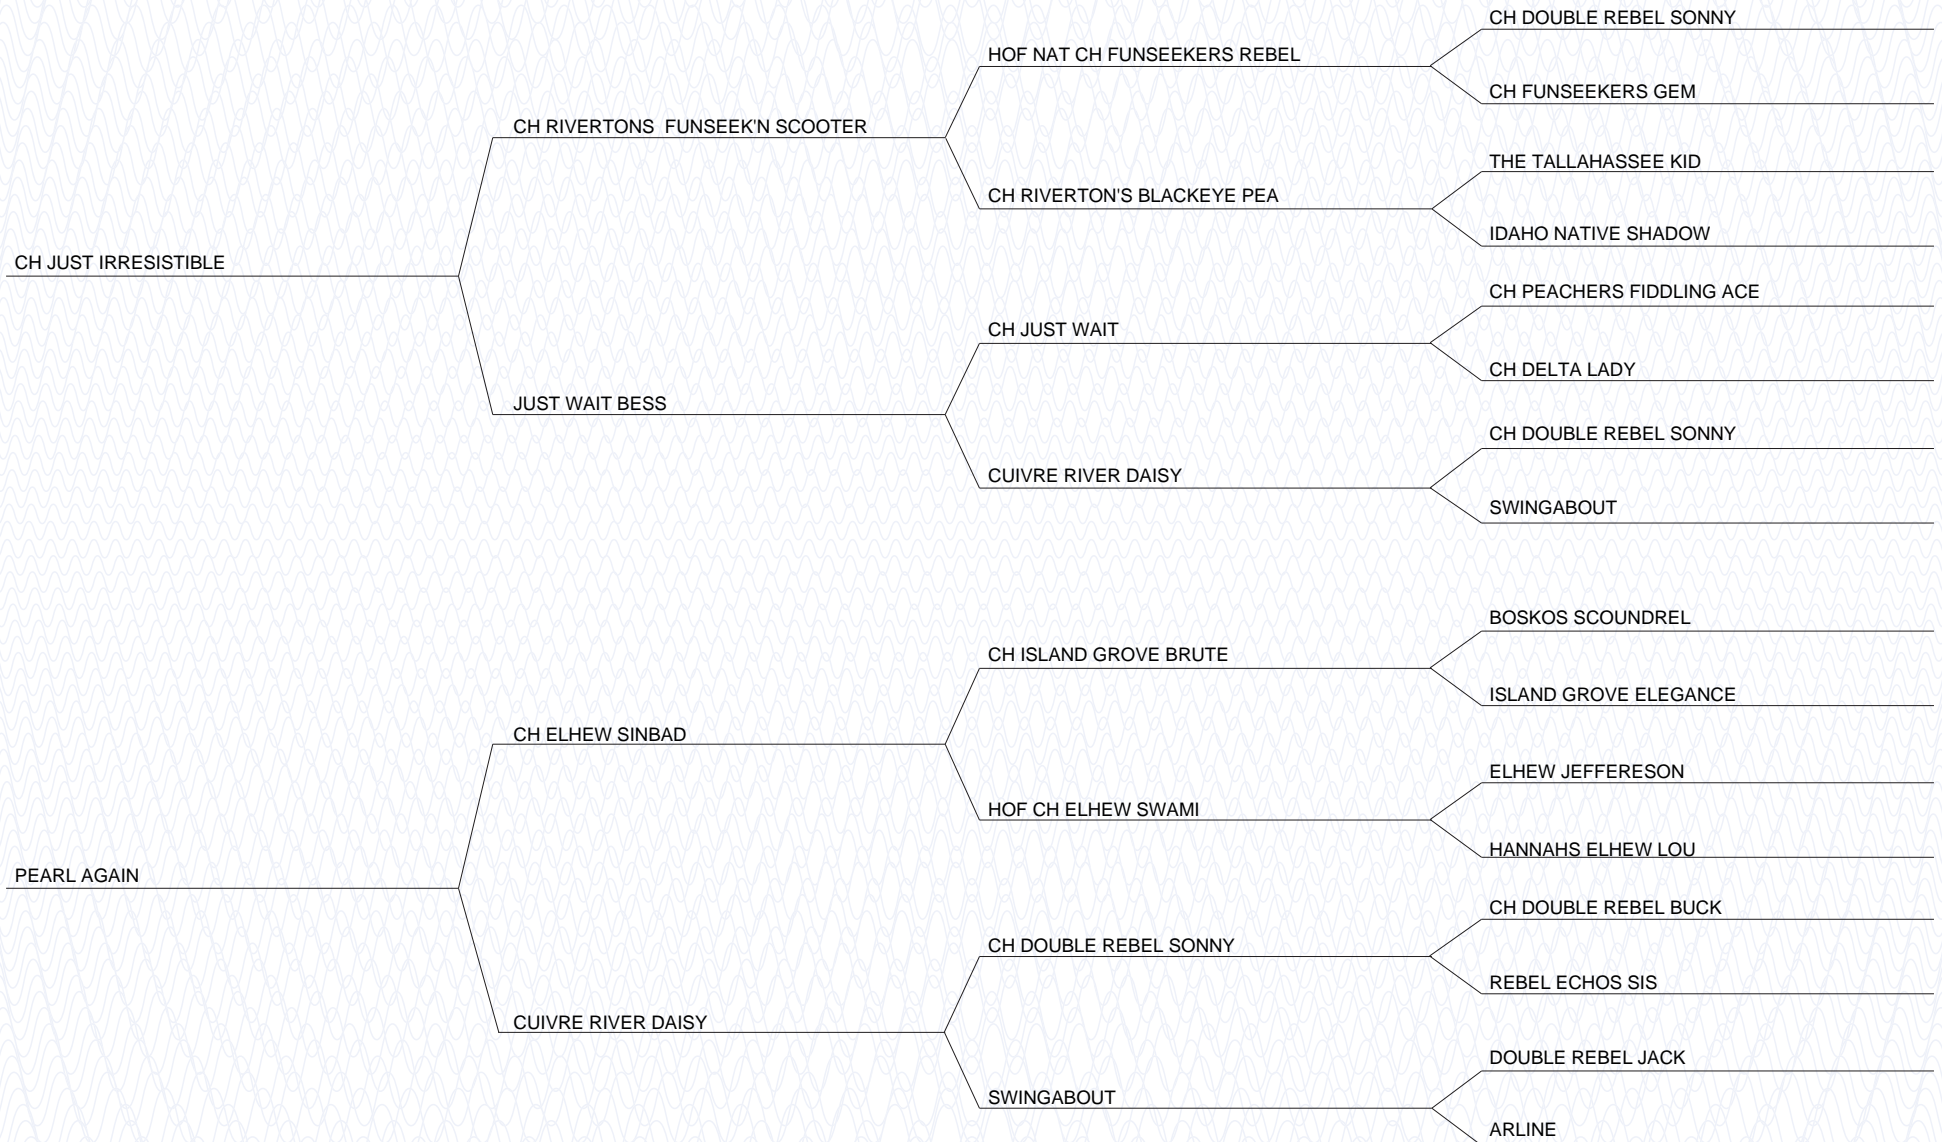 CH DOUBLE REBEL SONNY
HOF NAT CH FUNSEEKERS REBEL
CH FUNSEEKERS GEM
CH RIVERTONS  FUNSEEK'N SCOOTER
THE TALLAHASSEE KID
CH RIVERTON'S BLACKEYE PEA
IDAHO NATIVE SHADOW
CH JUST IRRESISTIBLE
CH PEACHERS FIDDLING ACE
CH JUST WAIT
CH DELTA LADY
JUST WAIT BESS
CH DOUBLE REBEL SONNY
CUIVRE RIVER DAISY
SWINGABOUT
BOSKOS SCOUNDREL
CH ISLAND GROVE BRUTE
ISLAND GROVE ELEGANCE
CH ELHEW SINBAD
ELHEW JEFFERESON
HOF CH ELHEW SWAMI
HANNAHS ELHEW LOU
PEARL AGAIN
CH DOUBLE REBEL BUCK
CH DOUBLE REBEL SONNY
REBEL ECHOS SIS
CUIVRE RIVER DAISY
DOUBLE REBEL JACK
SWINGABOUT
ARLINE